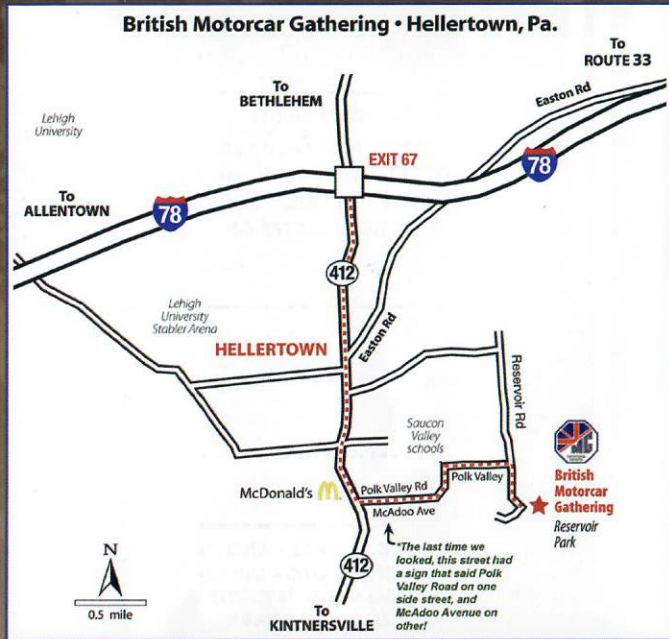 British Motorcar Gathering • Hellertown, Pa.
To
ROUTE 33
To
BETHLEHEM
Easton Rd
Lehigh
University
EXIT 67
78
To
ALLENTOWN
78
412
Lehigh
University
Stabler Arena
Easton Rd
HELLERTOWN
Reservoir Rd
Saucon
Valley
schools
MG
McDonald's
Polk Valley Rd
Polk Valley
British
Motorcar
Gathering
McAdoo Ave
Reservoir
Park
N
*The last time we
looked, this street had
a sign that said Polk
Valley Road on one
side street, and
McAdoo Avenue on
other!
412
0.5 mile
To
KINTNERSVILLE